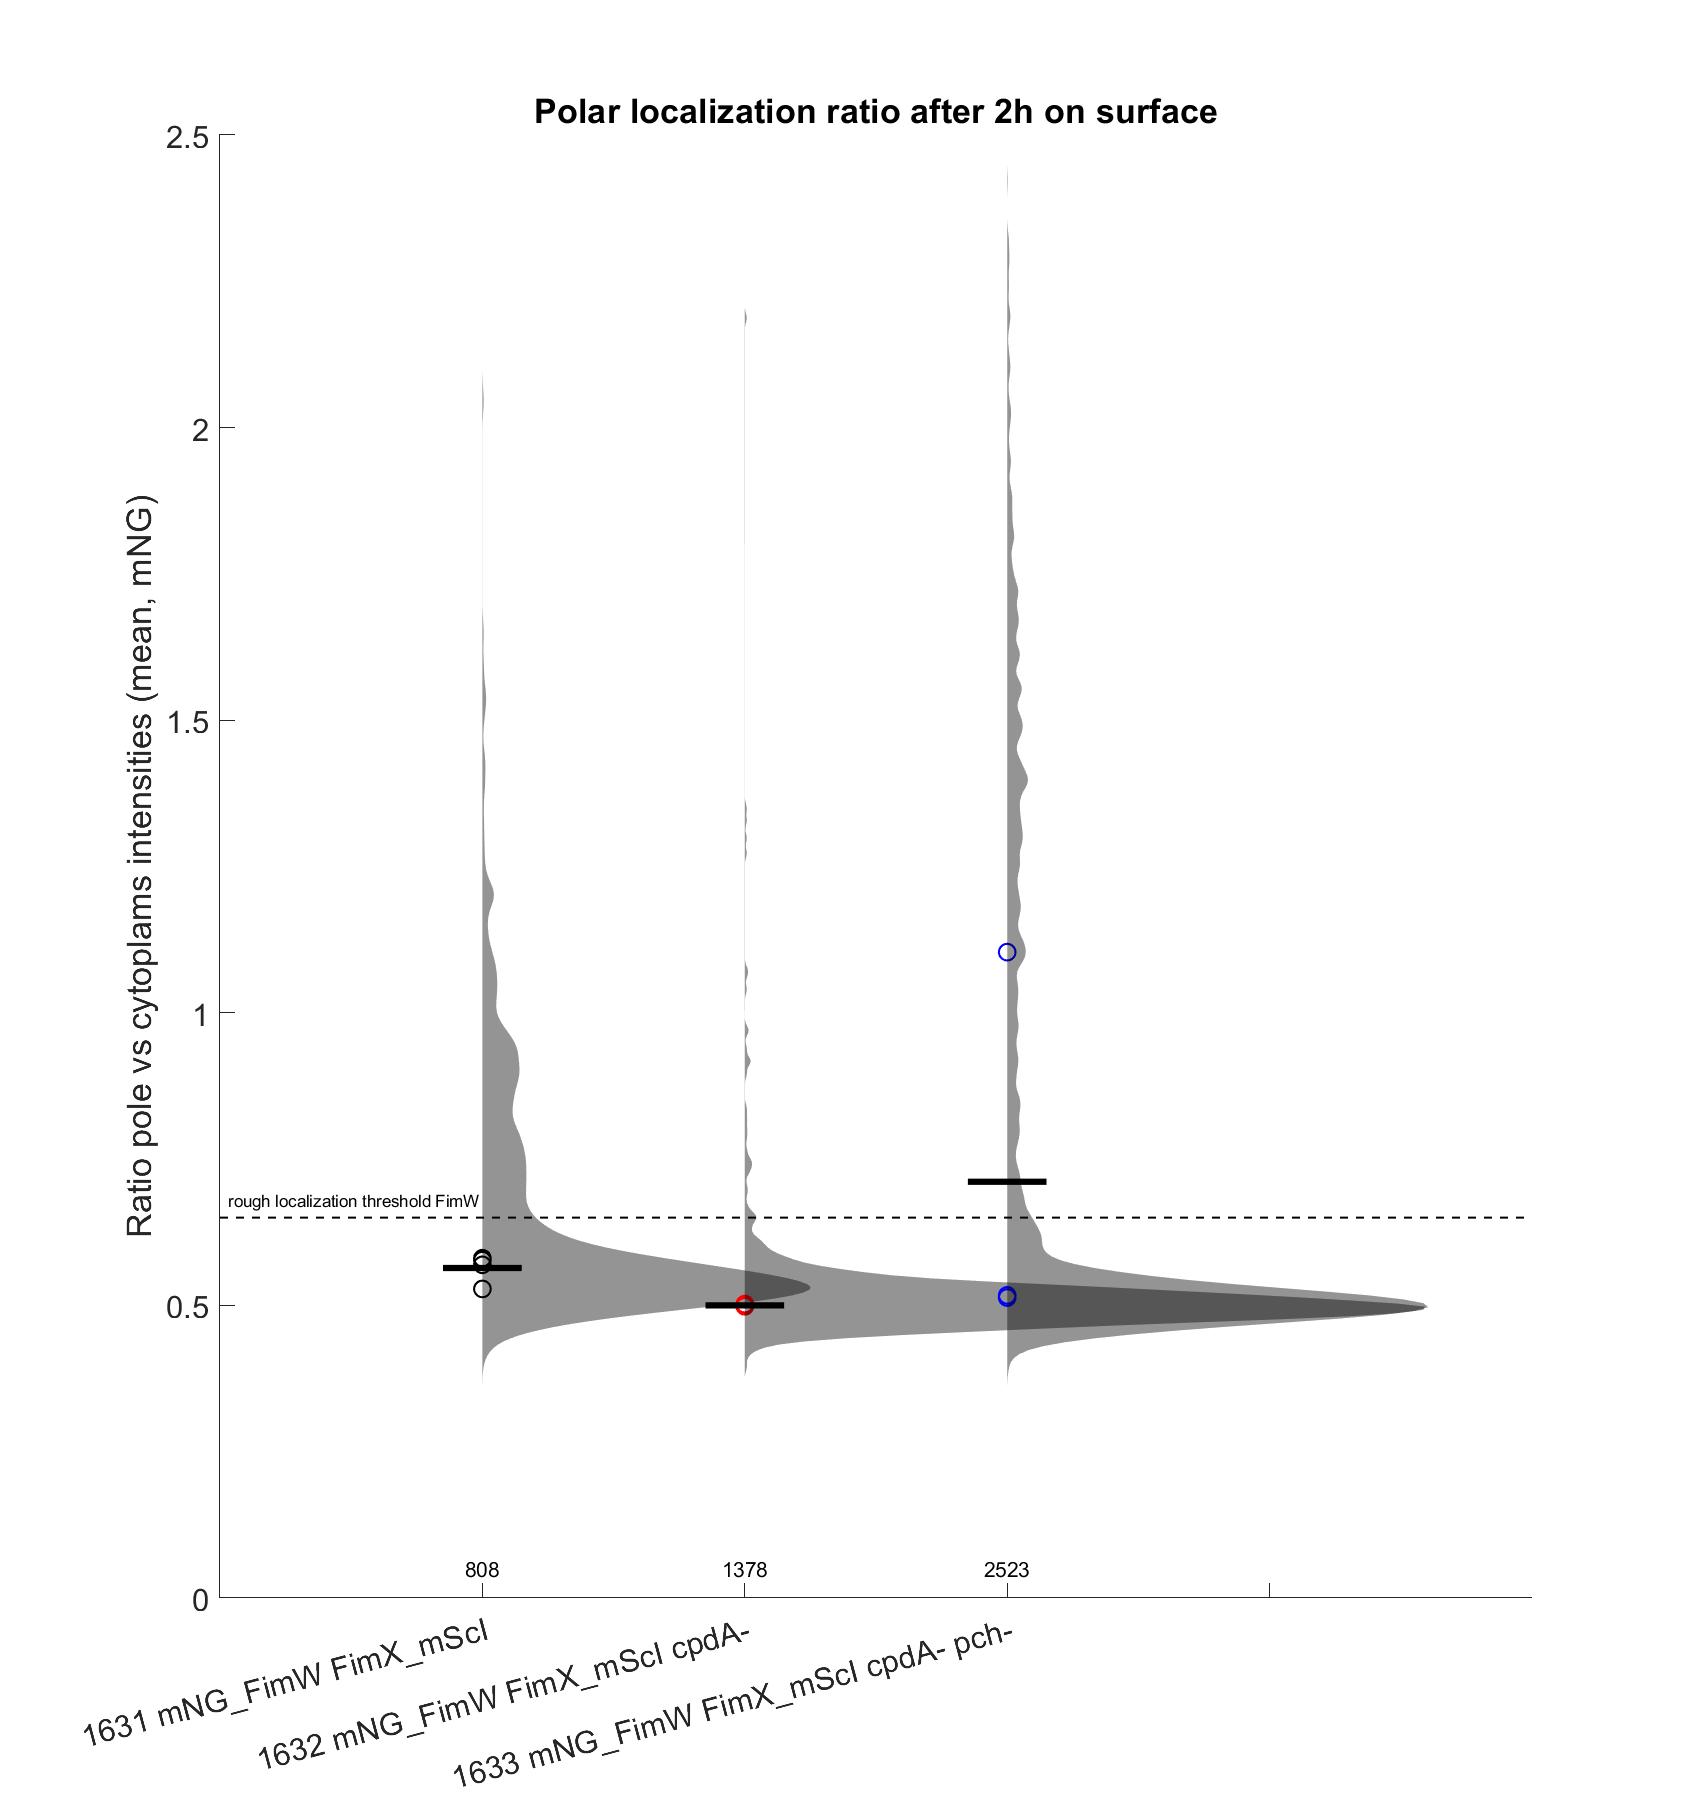 Polar localization ratio after 2h on surface
Ratio pole vs cytoplams intensities (mean, mNG)
2.5
2
1.5
1
0.5
0
rough localization threshold FimW
808
1378
2523
1631 mNG_FimW FimX_mScI
1632 mNG_FimW FimX_mScI cpdA-
1633 mNG_FimW FimX_mScI cpdA- pch-